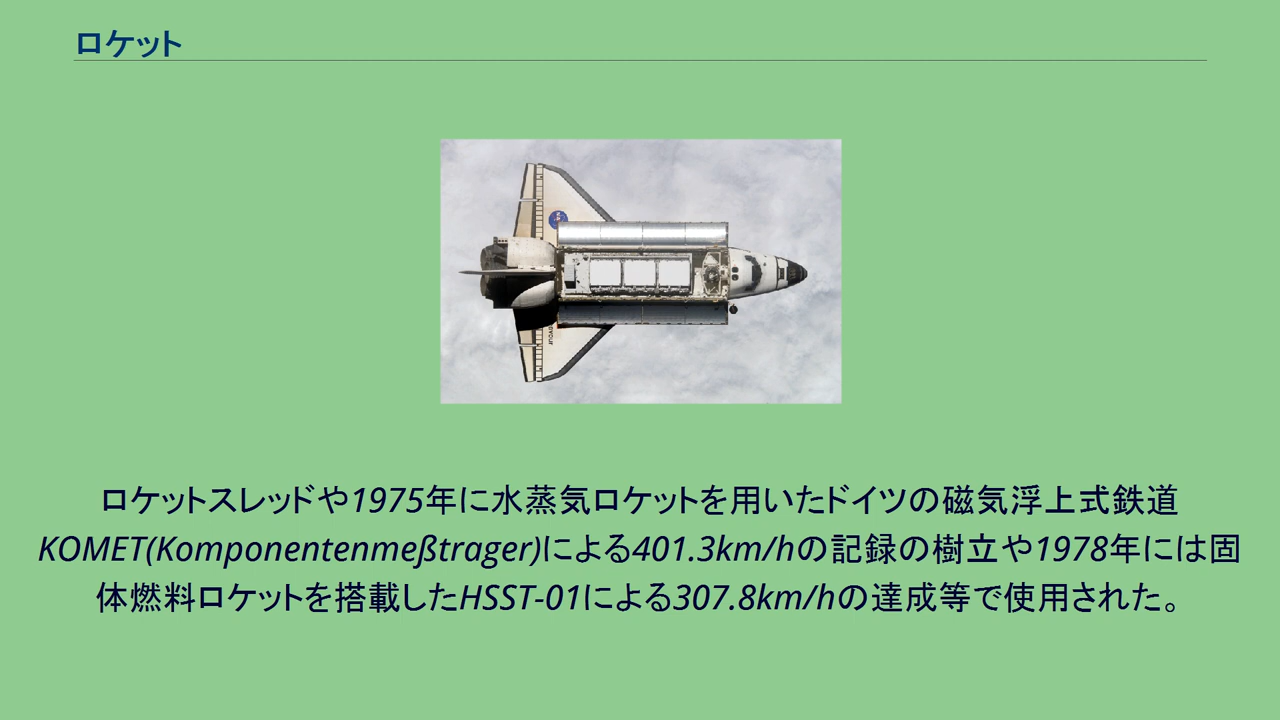 ロケット
ロケットスレッドや1975年に水蒸気ロケットを用いたドイツの磁気浮上式鉄道
KOMET(Komponentenmeßtrager)による401.3km/hの記録の樹立や1978年には固
体燃料ロケットを搭載したHSST-01による307.8km/hの達成等で使用された。